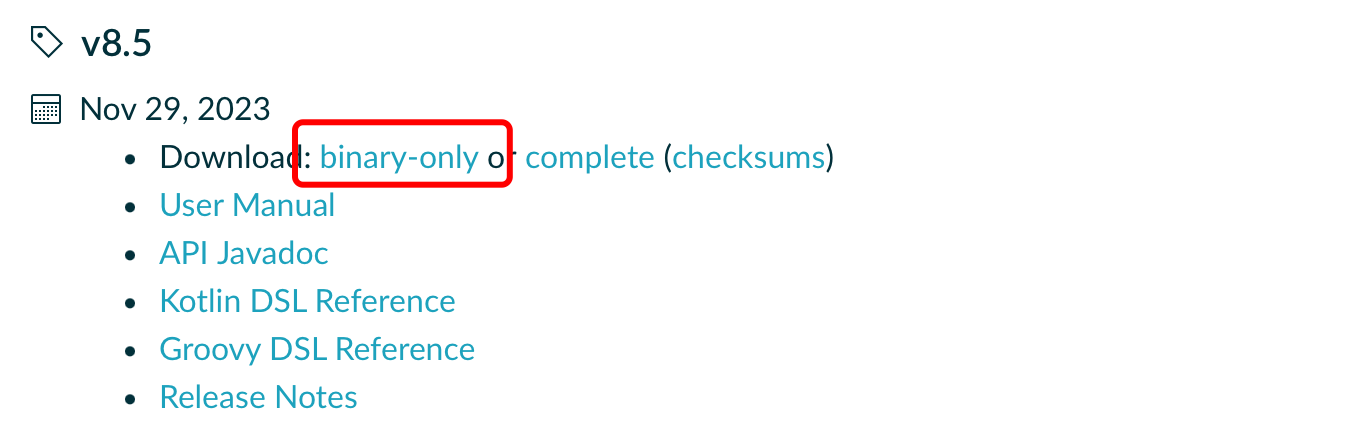 v8.5
Nov 29, 2023
Download: binary-only or complete (checksums)
User Manual
API Javadoc
Kotlin DSL Reference
Groovy DSL Reference
Release Notes